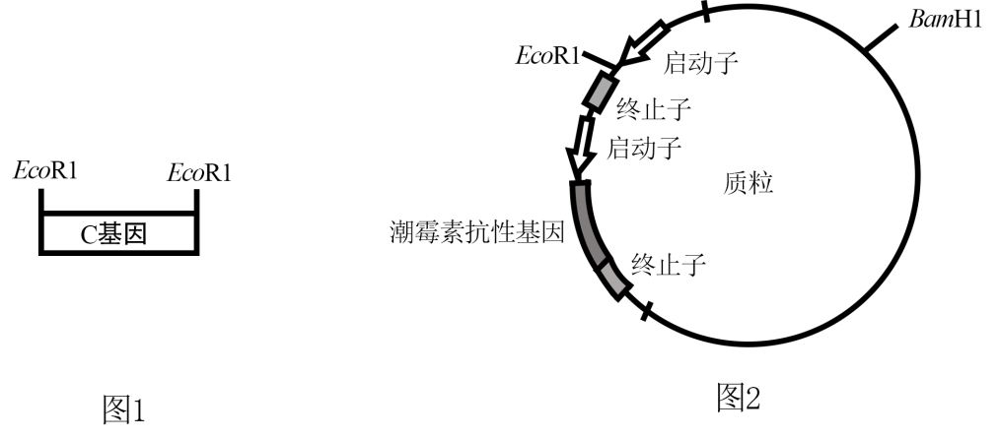 EcoR1
EcoR1
C基因
图1
BamH1
EcoR1
启动子
终止子
启动子
质粒
潮霉素抗性基因
终止子
图2